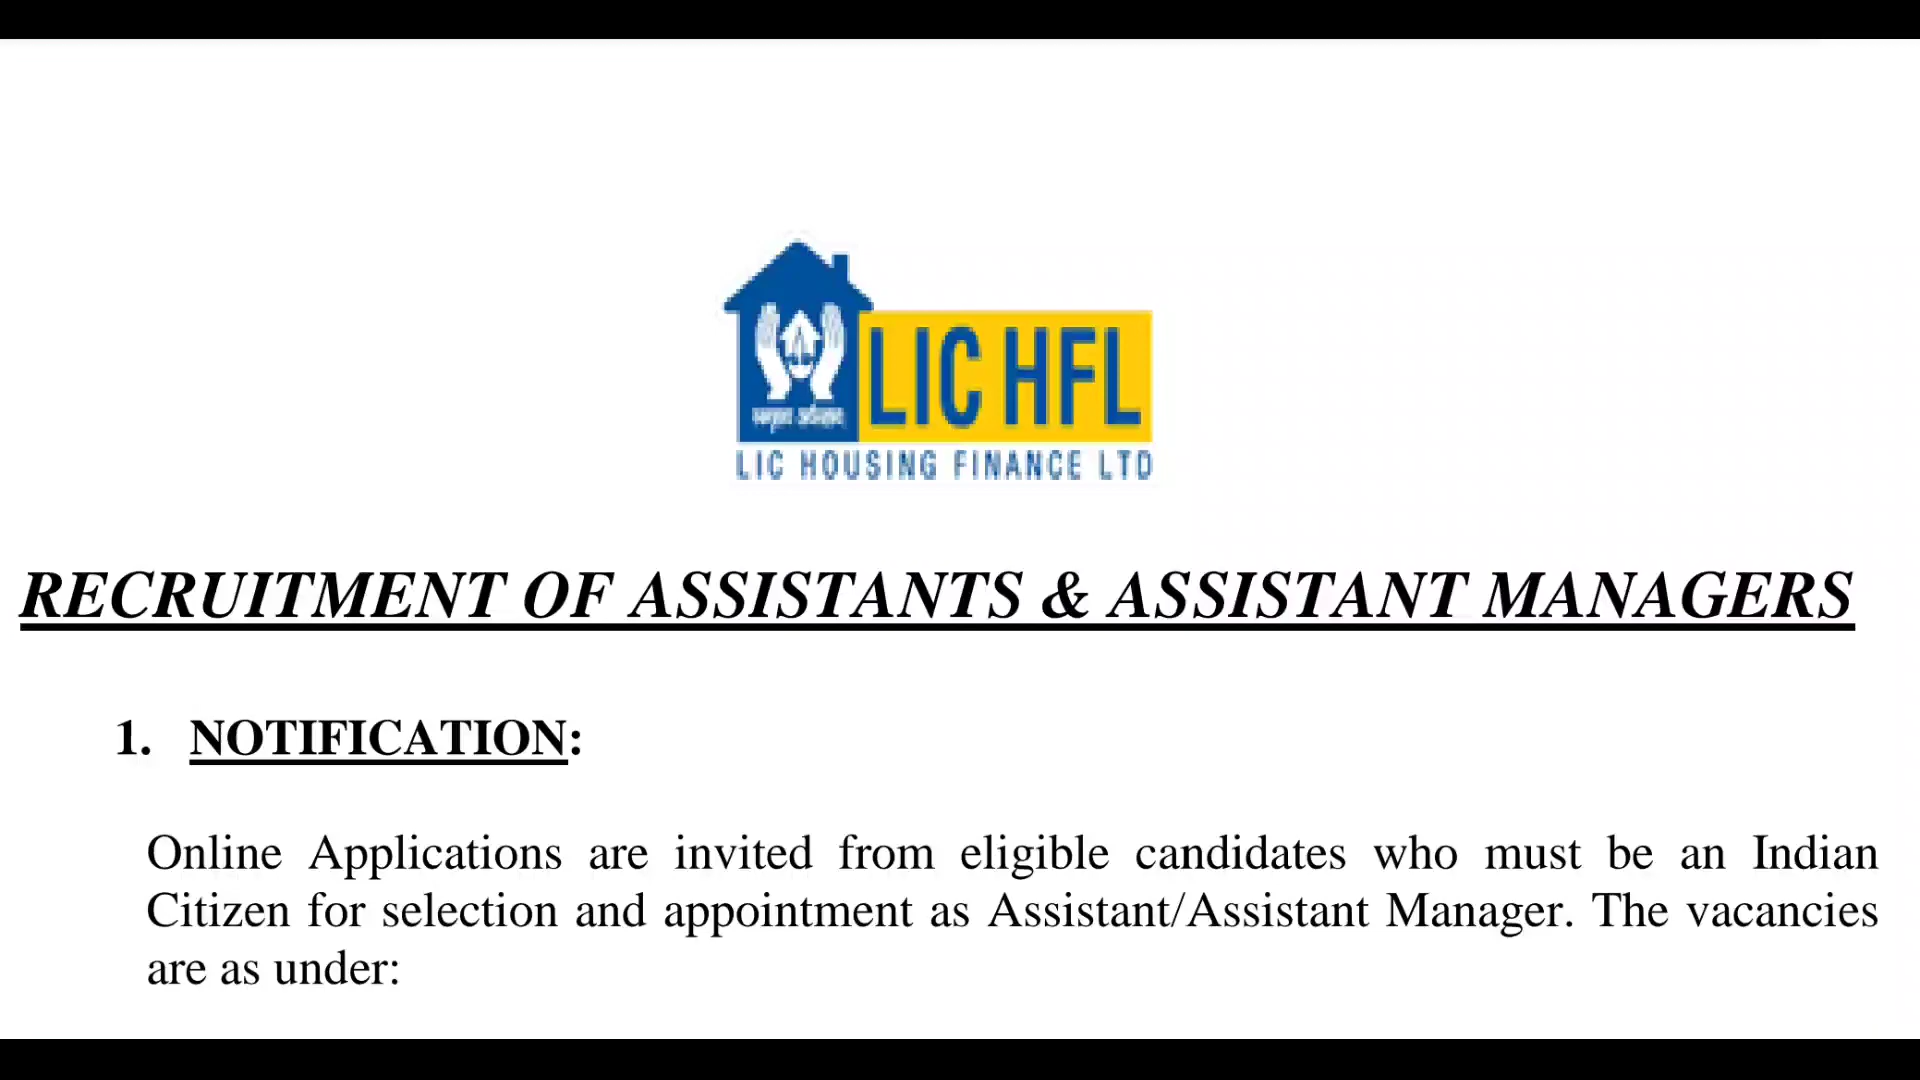 LIC HFL
LIC HOUSING FINANCE LTD
RECRUITMENT OF ASSISTANTS & ASSISTANT MANAGERS
1. NOTIFICATION:
Online Applications are invited from eligible candidates who must be an Indian
Citizen for selection and appointment as Assistant/Assistant Manager. The vacancies
are as under: